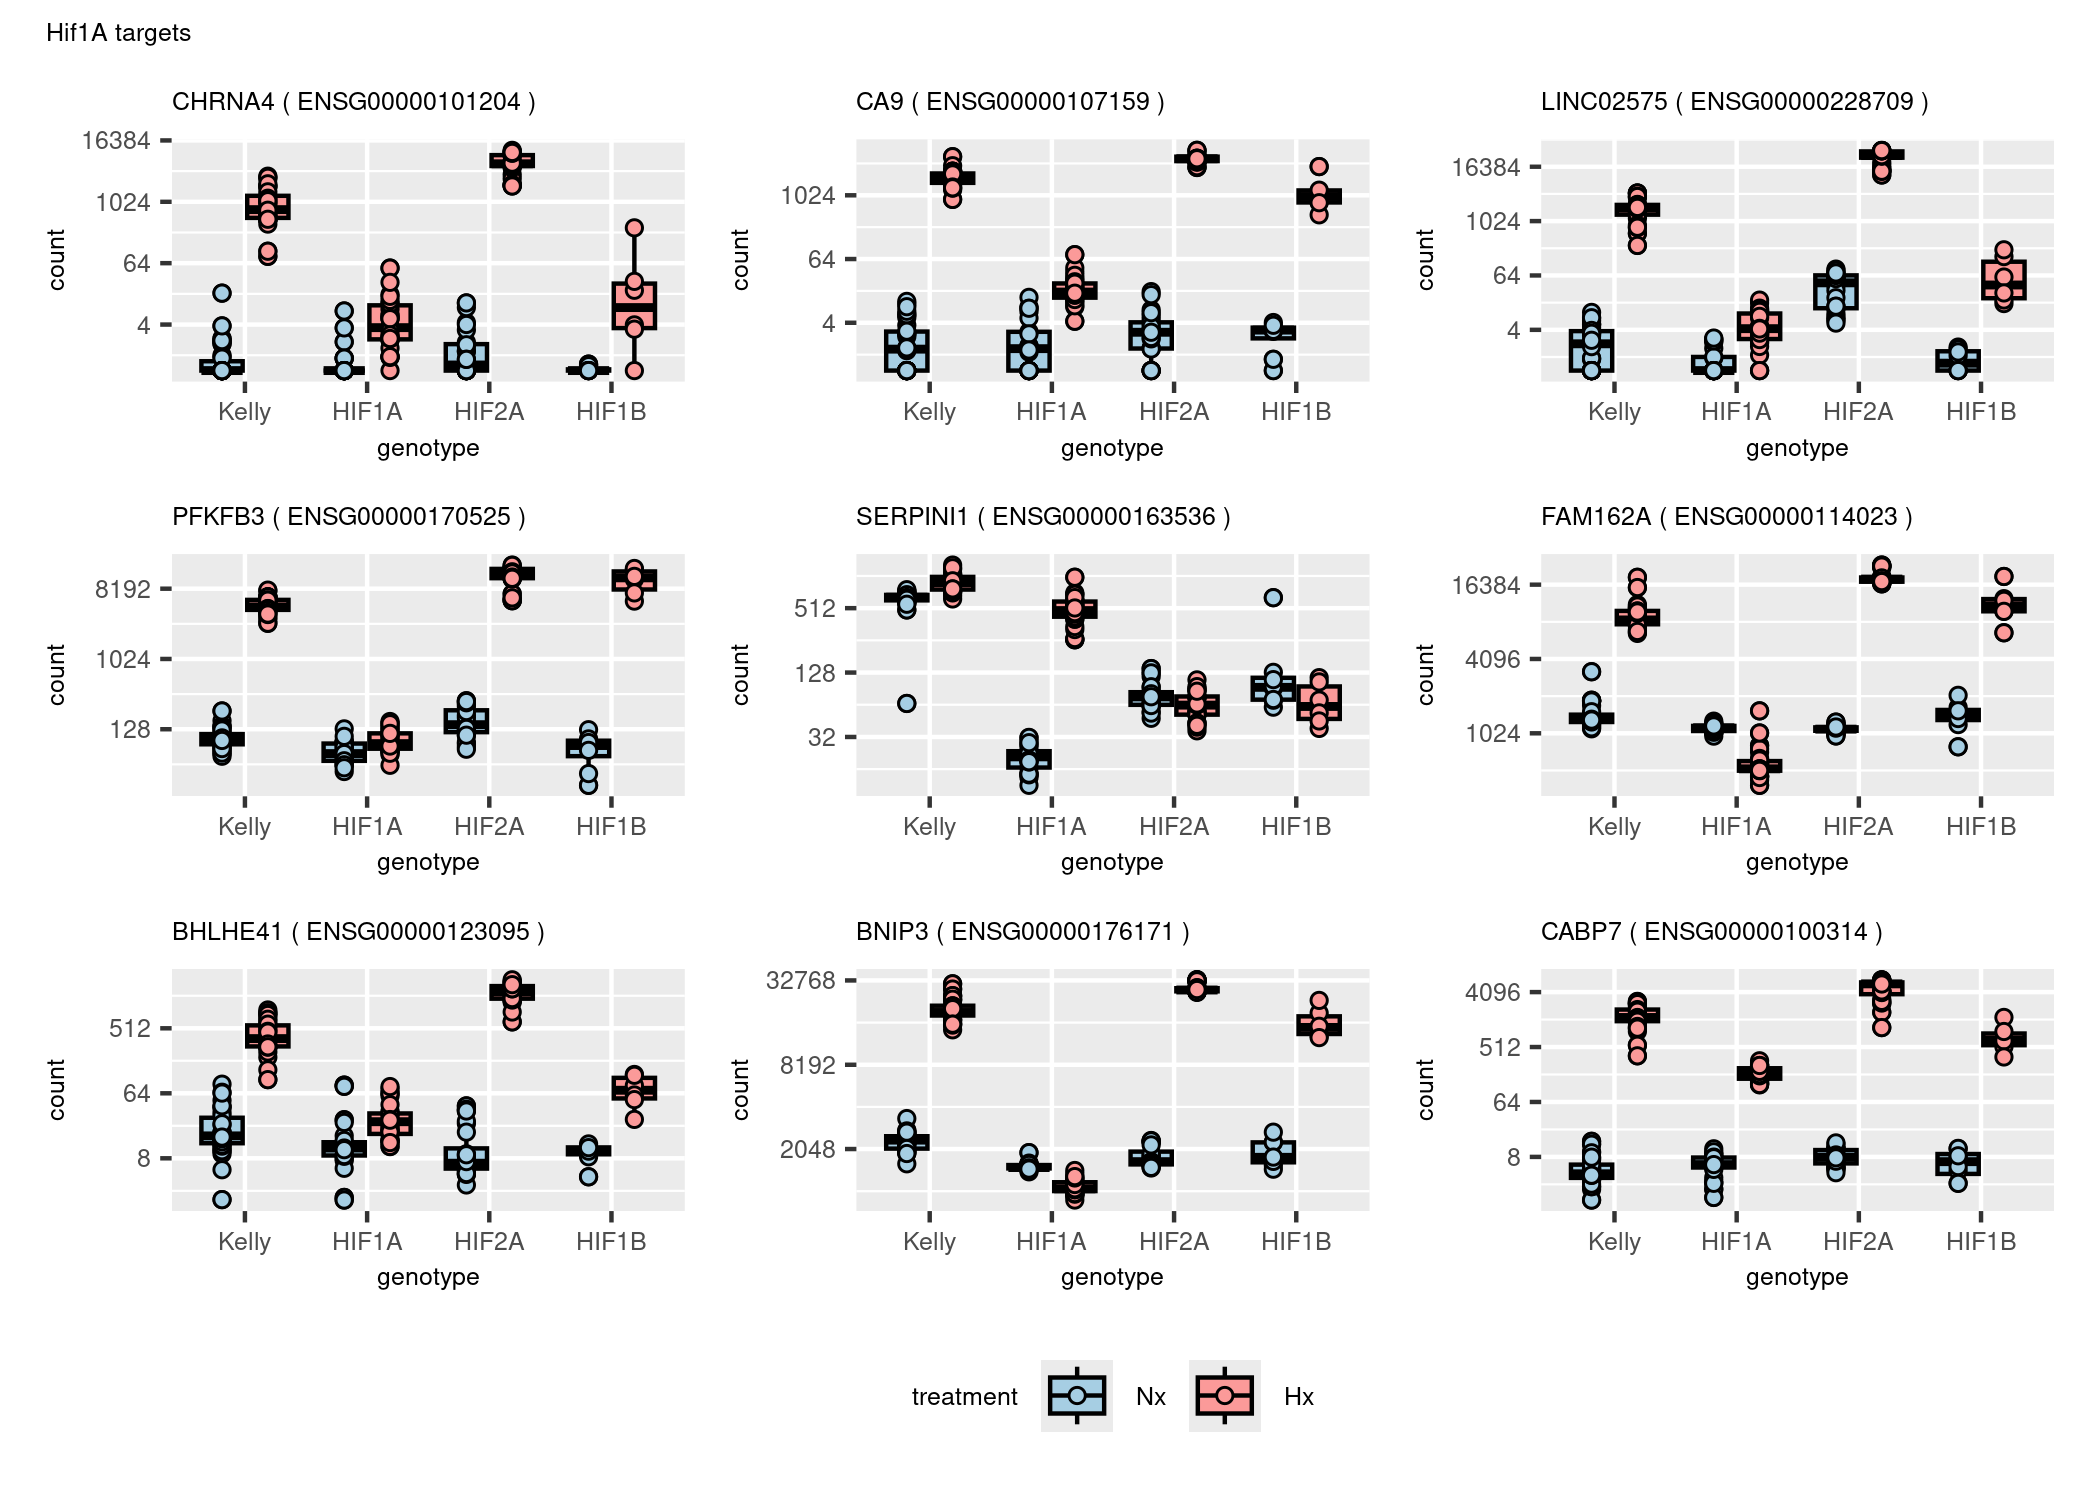 Hif1A targets
CHRNA4 ( ENSG00000101204 )
16384
1024
64
4
count
Kelly HIF1A HIF2A HIF1B
genotype
CA9 ( ENSG00000107159 )
1024
64
4
count
Kelly HIF1A HIF2A HIF1B
genotype
LINC02575 ( ENSG00000228709 )
16384
1024
64
4
count
Kelly HIF1A HIF2A HIF1B
genotype
PFKFB3 ( ENSG00000170525 )
8192
1024
128
count
Kelly HIF1A HIF2A HIF1B
genotype
SERPINI1 ( ENSG00000163536 )
512
128
32
count
Kelly HIF1A HIF2A HIF1B
genotype
FAM162A ( ENSG00000114023 )
16384
4096
1024
count
Kelly HIF1A HIF2A HIF1B
genotype
BHLHE41 ( ENSG00000123095 )
512
64
8
count
Kelly HIF1A HIF2A HIF1B
genotype
BNIP3 ( ENSG00000176171 )
32768
8192
2048
count
Kelly HIF1A HIF2A HIF1B
genotype
CABP7 ( ENSG00000100314 )
4096
512
64
8
count
Kelly HIF1A HIF2A HIF1B
genotype
treatment Nx Hx